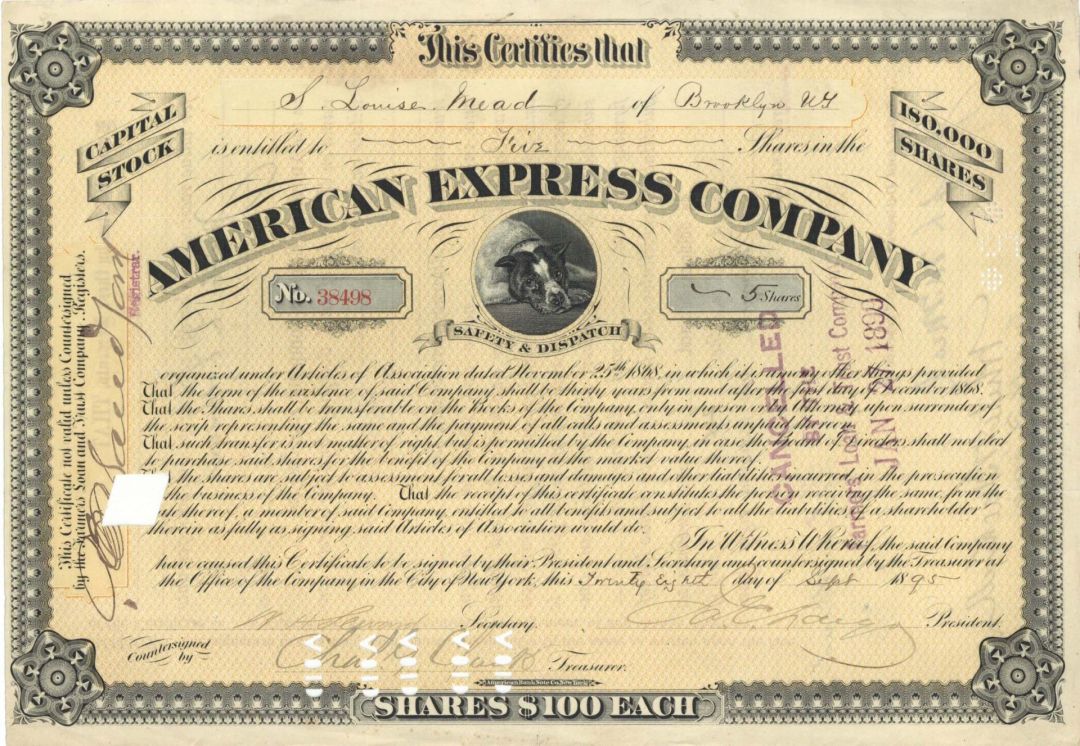 This Certifies that
S. Louise Mead of Brooklyn NY
CAPITAL STOCK
180,000 SHARES
is entitled to Five Shares in the
AMERICAN EXPRESS COMPANY
No. 38498
5 Shares
SAFETY & DISPATCH
organized under Articles of Association dated November 25th 1868, in which it is among other things provided
That the term of the existence of said Company shall be thirty years from and after the first day of December 1868.
That the Shares shall be transferable on the Books of the Company only in person or by Attorney upon surrender of
the scrip representing the same and the payment of all calls and assessments unpaid thereon.
That such transfer is not matter of right, but is permitted by the Company, in case the Board of Directors shall not elect
to purchase said shares for the benefit of the Company at the market value thereof.
the shares are subject to assessment for all losses and damages and other liabilities incurred in the prosecution
the business of the Company. That the receipt of this certificate constitutes the person receiving the same, from the
date thereof, a member of said Company, entitled to all benefits and subject to all the liabilities of a shareholder
therein as fully as signing said Articles of Association would do.
In Witness Whereof, the said Company
have caused this Certificate to be signed by their President and Secretary and countersigned by the Treasurer at
the Office of the Company in the City of New York, this Twenty Eighth day of Sept 1895
Secretary.
President.
Countersigned by
Treasurer.
American Bank Note Co. New York.
SHARES $100 EACH
This Certificate not valid unless Countersigned
by the Farmers Loan and Trust Company, Registers.
Registrar.
CANCELLED
BY THE
Farmers Loan & Trust Company
JAN 2